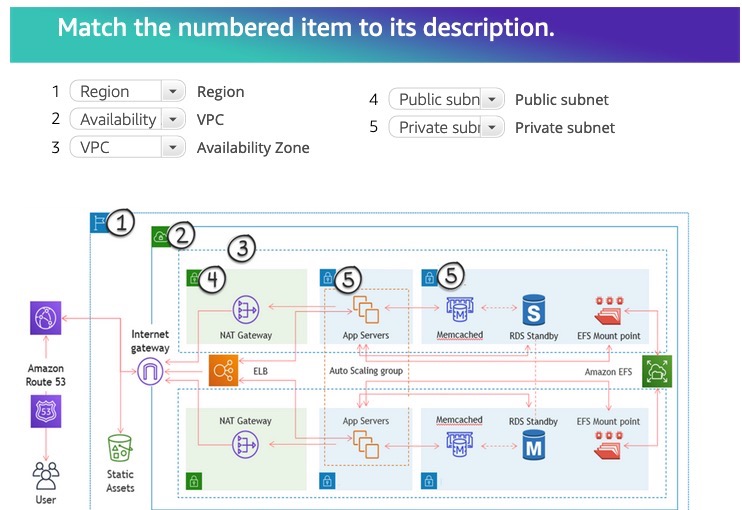 Match the numbered item to its description.
1 Region Region
2 Availability VPC
3 VPC Availability Zone
4 Public subn Public subnet
5 Private subr Private subnet
1
2
3
4
5
5
NAT Gateway
App Servers
Memcached
S
RDS Standby
EFS Mount point
Internet
gateway
ELB
Auto Scaling group
Amazon EFS
Amazon
Route 53
53
User
Static
Assets
NAT Gateway
App Servers
Memcached
RDS Standby
M
EFS Mount point